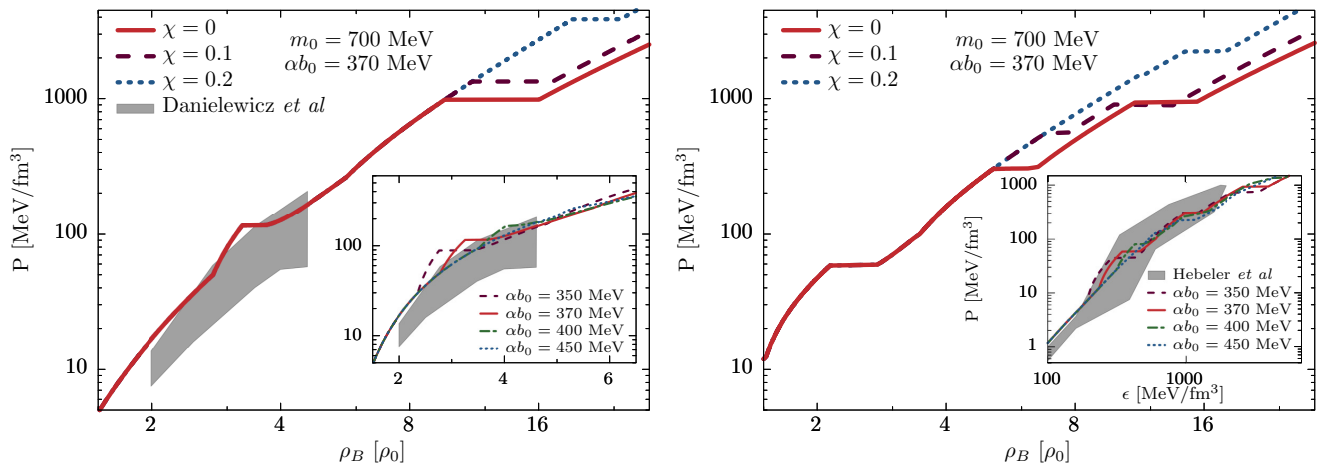 χ = 0
χ = 0.1
χ = 0.2
Danielewicz et al
m₀ = 700 MeV
αb₀ = 370 MeV
P [MeV/fm³]
1000
100
10
2
4
8
16
ρ_B [ρ₀]
100
10
2
4
6
αb₀ = 350 MeV
αb₀ = 370 MeV
αb₀ = 400 MeV
αb₀ = 450 MeV
χ = 0
χ = 0.1
χ = 0.2
m₀ = 700 MeV
αb₀ = 370 MeV
P [MeV/fm³]
1000
100
10
2
4
8
16
ρ_B [ρ₀]
P [MeV/fm³]
1000
100
10
1
100
1000
ϵ [MeV/fm³]
Hebeler et al
αb₀ = 350 MeV
αb₀ = 370 MeV
αb₀ = 400 MeV
αb₀ = 450 MeV